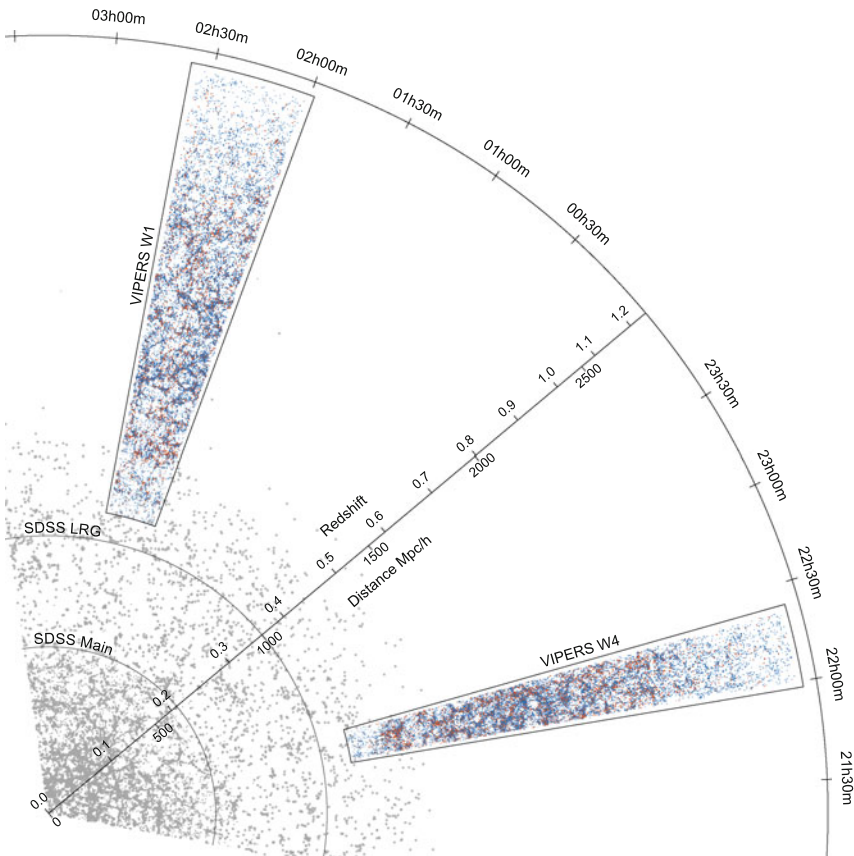 03h00m
02h30m
02h00m
01h30m
01h00m
00h30m
23h30m
23h00m
22h30m
22h00m
21h30m
VIPERS W1
VIPERS W4
SDSS LRG
SDSS Main
Redshift
Distance Mpc/h
0.0
0.1
0.2
0.3
0.4
0.5
0.6
0.7
0.8
0.9
1.0
1.1
1.2
0
500
1000
1500
2000
2500